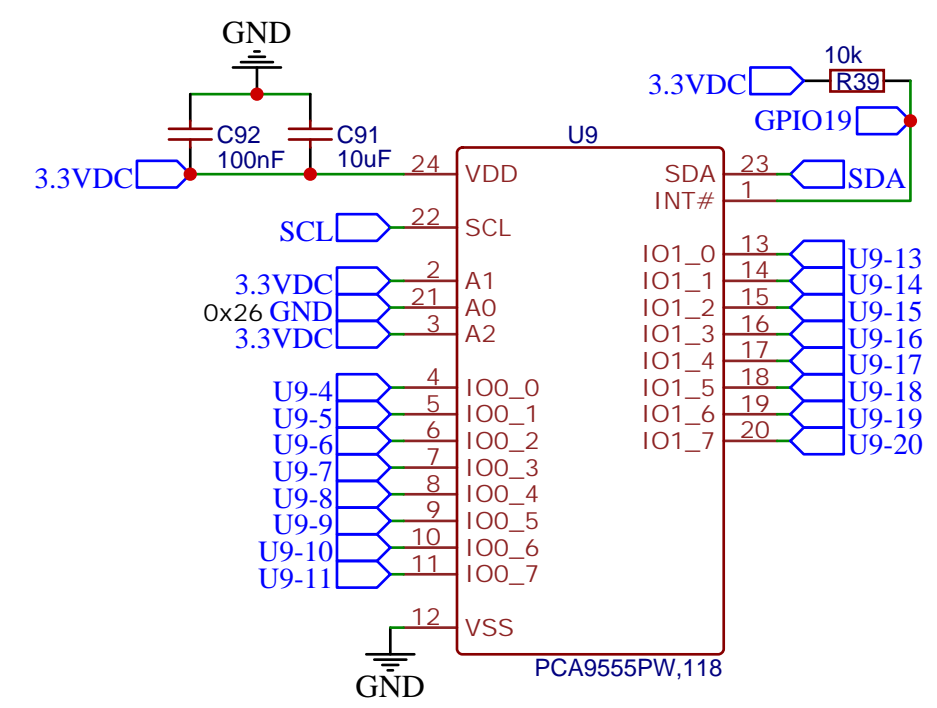 GND
10k
3.3VDC
R39
GPIO19
C92
100nF
C91
10uF
U9
3.3VDC
24
VDD
SDA
23
SDA
INT#
1
SCL
22
SCL
3.3VDC
2
A1
0x26 GND
21
A0
3.3VDC
3
A2
IO1_0
13
U9-13
IO1_1
14
U9-14
IO1_2
15
U9-15
IO1_3
16
U9-16
IO1_4
17
U9-17
IO1_5
18
U9-18
IO1_6
19
U9-19
IO1_7
20
U9-20
U9-4
4
IO0_0
U9-5
5
IO0_1
U9-6
6
IO0_2
U9-7
7
IO0_3
U9-8
8
IO0_4
U9-9
9
IO0_5
U9-10
10
IO0_6
U9-11
11
IO0_7
12
VSS
GND
PCA9555PW,118